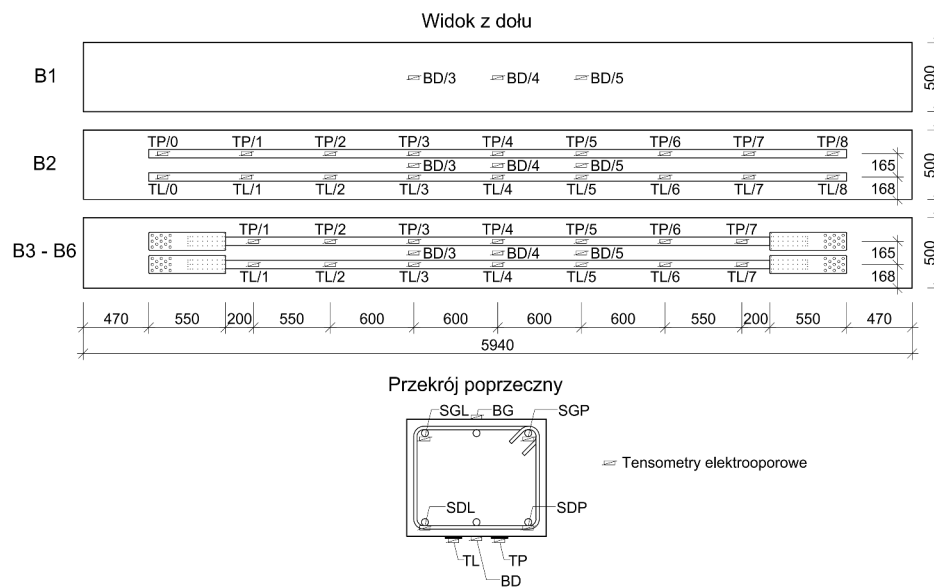 Widok z dołu
B1
BD/3 BD/4 BD/5
500
B2
TP/0 TP/1 TP/2 TP/3 TP/4 TP/5 TP/6 TP/7 TP/8
BD/3 BD/4 BD/5
TL/0 TL/1 TL/2 TL/3 TL/4 TL/5 TL/6 TL/7 TL/8
165
168
500
B3 - B6
TP/1 TP/2 TP/3 TP/4 TP/5 TP/6 TP/7
BD/3 BD/4 BD/5
TL/1 TL/2 TL/3 TL/4 TL/5 TL/6 TL/7
165
168
500
470 550 200 550 600 600 600 600 550 200 550 470
5940
Przekrój poprzeczny
SGL BG SGP
Tensometry elektrooporowe
SDL SDP
TL TP
BD